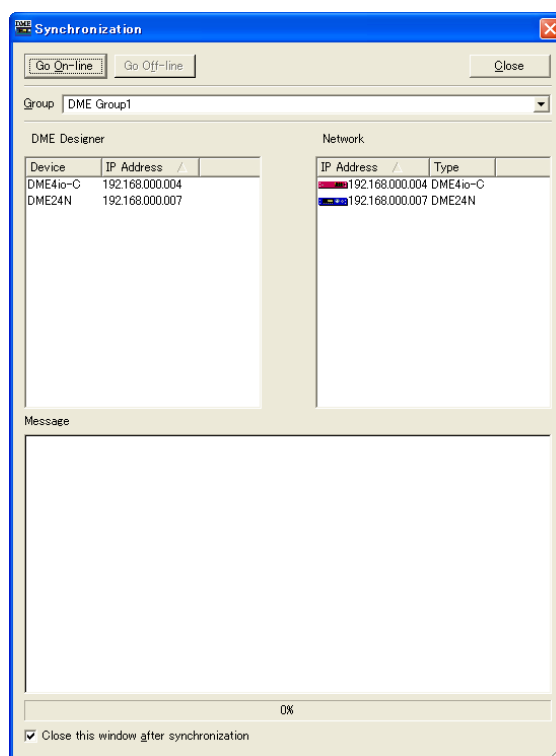 DME Synchronization
Go On-line Go Off-line Close
Group DME Group1
DME Designer Network
Device IP Address IP Address Type
DME4io-C 192.168.000.004 192.168.000.004 DME4io-C
DME24N 192.168.000.007 192.168.000.007 DME24N
Message
0%
Close this window after synchronization